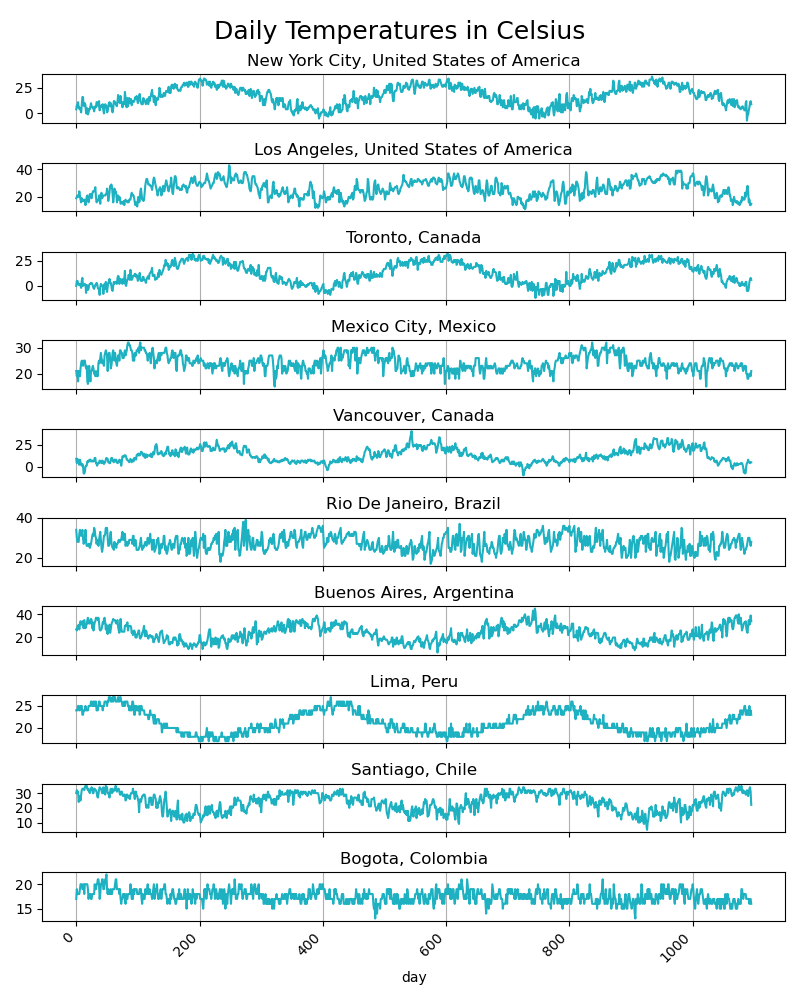 Daily Temperatures in Celsius
New York City, United States of America
25
0
Los Angeles, United States of America
40
20
Toronto, Canada
25
0
Mexico City, Mexico
30
20
Vancouver, Canada
25
0
Rio De Janeiro, Brazil
40
20
Buenos Aires, Argentina
40
20
Lima, Peru
25
20
Santiago, Chile
30
20
10
Bogota, Colombia
20
15
0 200 400 600 800 1000
day